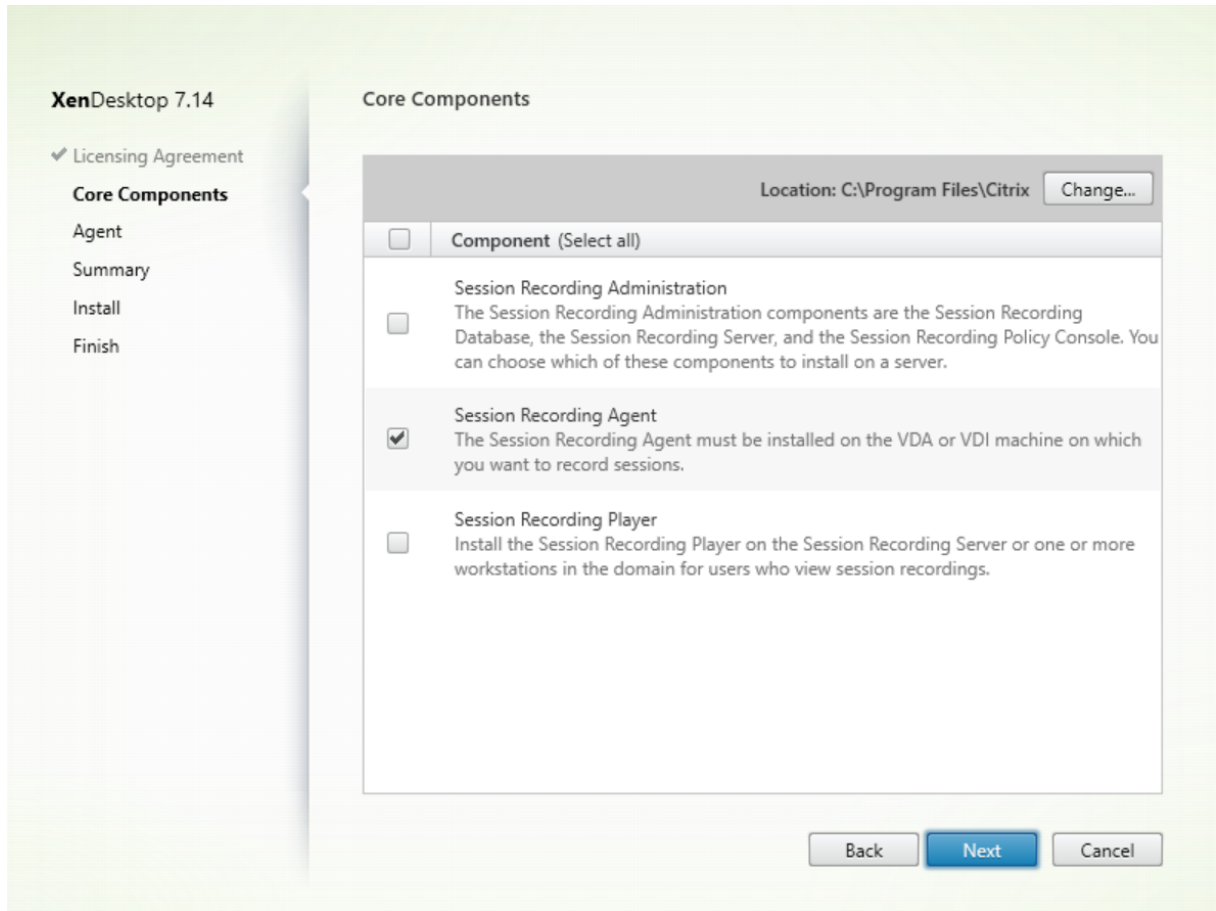 XenDesktop 7.14
Licensing Agreement
Core Components
Agent
Summary
Install
Finish
Core Components
Location: C:\Program Files\Citrix Change...
Component (Select all)
Session Recording Administration
The Session Recording Administration components are the Session Recording
Database, the Session Recording Server, and the Session Recording Policy Console. You
can choose which of these components to install on a server.
Session Recording Agent
The Session Recording Agent must be installed on the VDA or VDI machine on which
you want to record sessions.
Session Recording Player
Install the Session Recording Player on the Session Recording Server or one or more
workstations in the domain for users who view session recordings.
Back Next Cancel